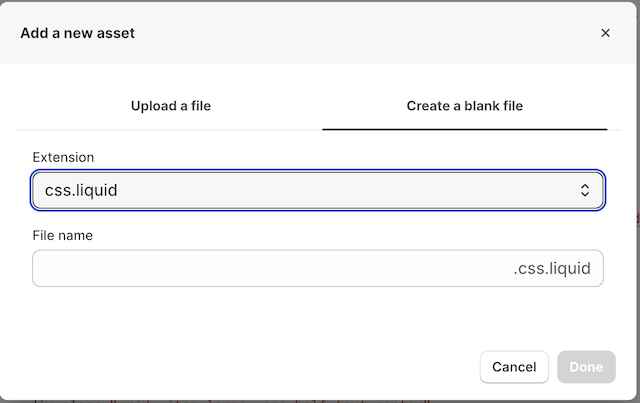 Add a new asset
Upload a file
Create a blank file
Extension
css.liquid
File name
.css.liquid
Cancel
Done